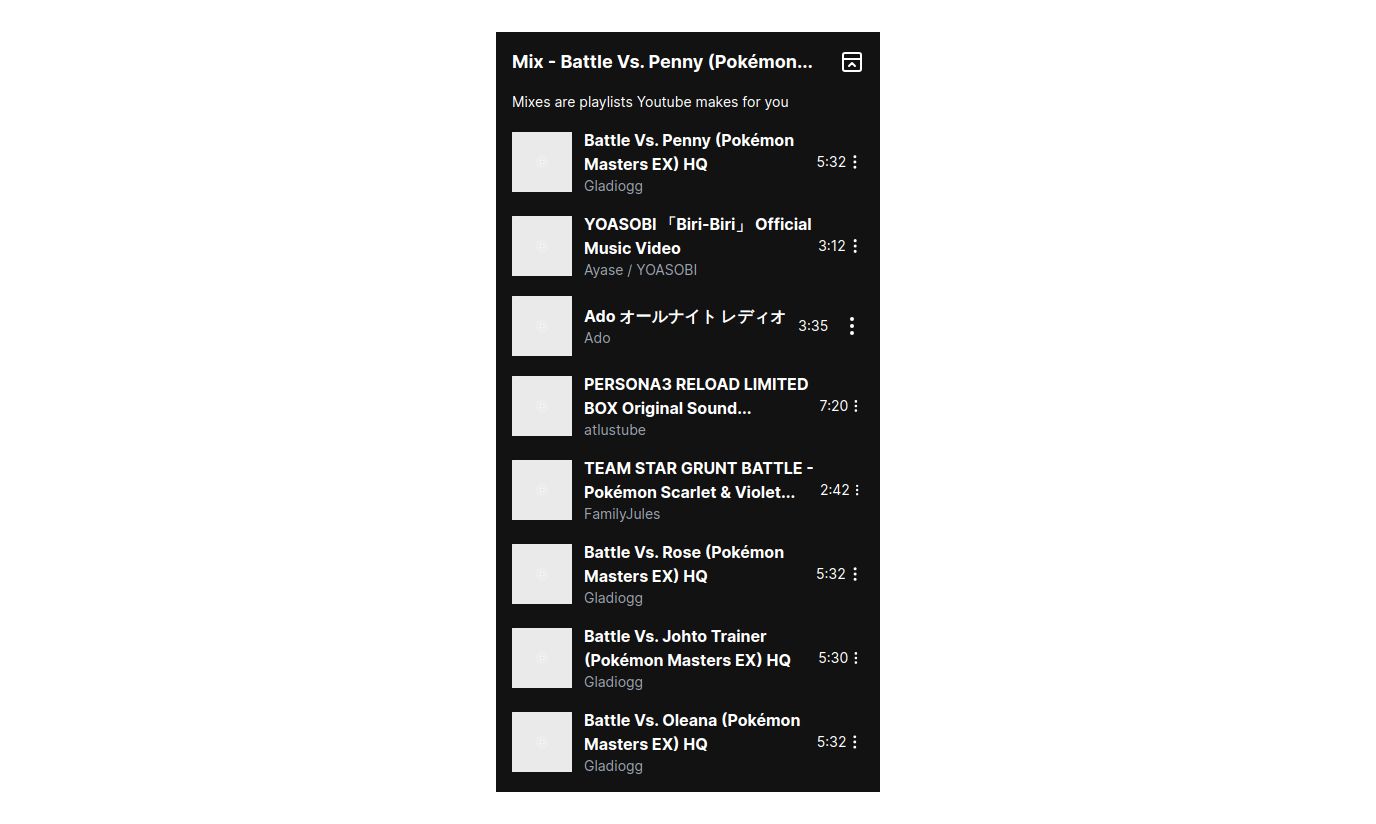 Mix - Battle Vs. Penny (Pokémon...
Mixes are playlists Youtube makes for you
Battle Vs. Penny (Pokémon
Masters EX) HQ
5:32
Gladiogg
YOASOBI 「Biri-Biri」 Official
Music Video
3:12
Ayase / YOASOBI
Ado オールナイト レディオ
3:35
Ado
PERSONA3 RELOAD LIMITED
BOX Original Sound...
7:20
atlustube
TEAM STAR GRUNT BATTLE -
Pokémon Scarlet & Violet...
2:42
FamilyJules
Battle Vs. Rose (Pokémon
Masters EX) HQ
5:32
Gladiogg
Battle Vs. Johto Trainer
(Pokémon Masters EX) HQ
5:30
Gladiogg
Battle Vs. Oleana (Pokémon
Masters EX) HQ
5:32
Gladiogg